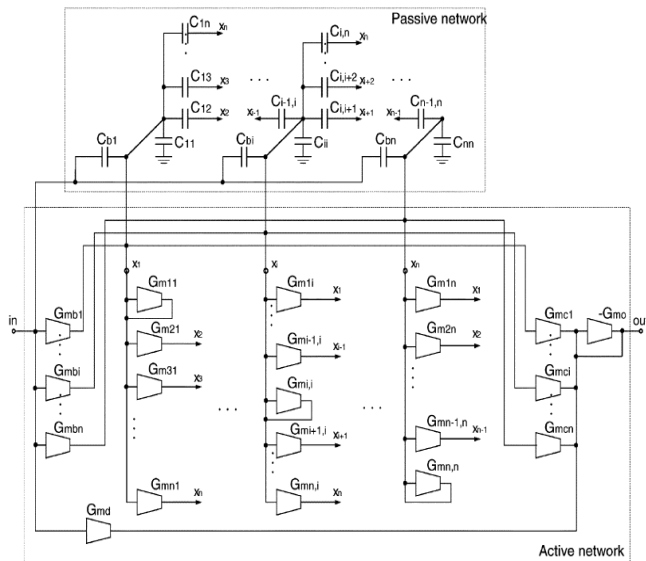 Passive network
C1n xn
Ci,n xn
C13 x3
Ci,i+2 xi+2
C12 x2
xi-1 Ci-1,i
Ci,i+1 xi+1
xn-1 Cn-1,n
C11
Cii
Cnn
Cb1
Cbi
Cbn
x1
xi
xn
Gm11
Gm1i x1
Gm1n x1
in
Gmb1
Gmc1
-Gmo
ou
Gm21 x2
Gmi-1,i xi-1
Gm2n x2
Gmbi
Gm31 x3
Gmi,i
Gmci
Gmbn
Gmi+1,i xi+1
Gmn-1,n xn-1
Gmcn
Gmn1 xn
Gmn,i xn
Gmn,n
Gmd
Active network